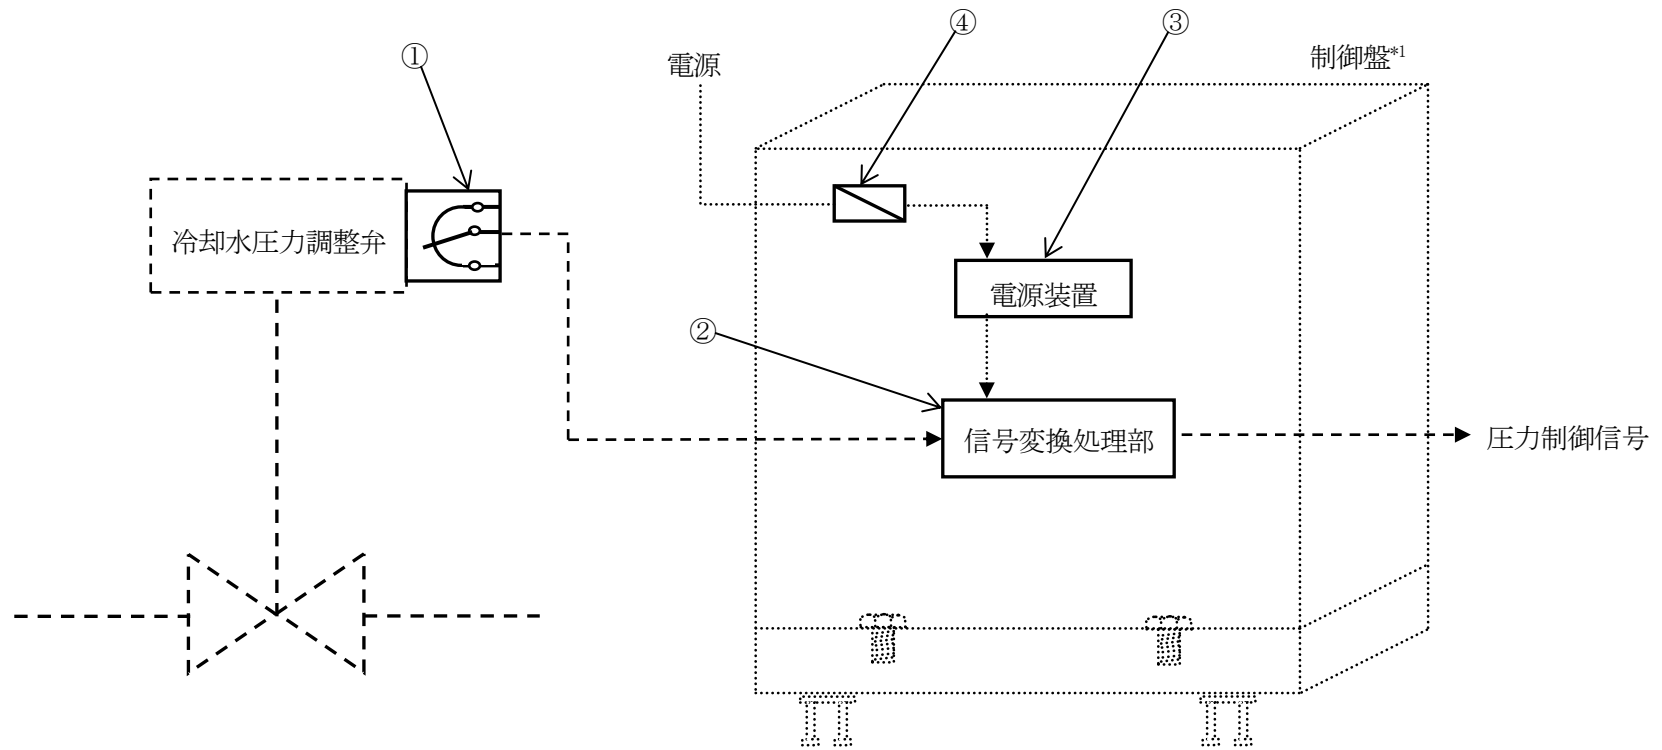 ①
電源
④
③
制御盤*1
冷却水圧力調整弁
電源装置
②
信号変換処理部
圧力制御信号